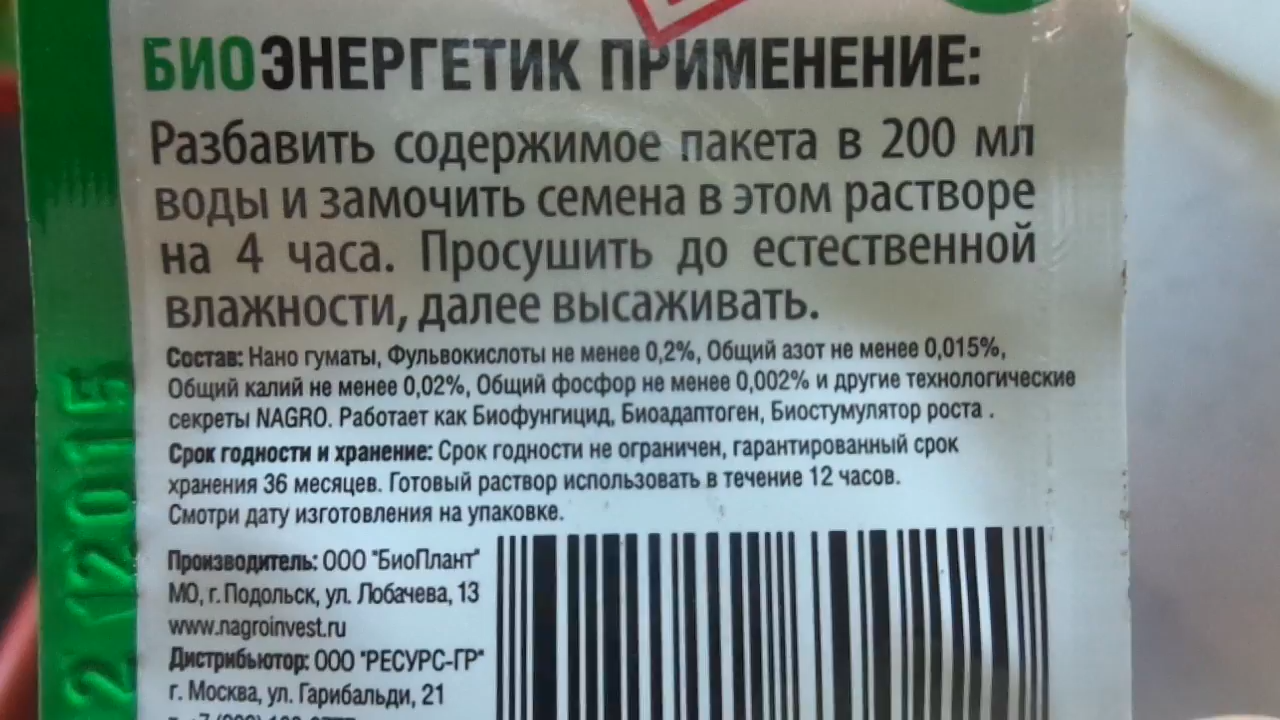 БИОЭНЕРГЕТИК ПРИМЕНЕНИЕ:
Разбавить содержимое пакета в 200 мл
воды и замочить семена в этом растворе
на 4 часа. Просушить до естественной
влажности, далее высаживать.
Состав: Нано гуматы, Фульвокислоты не менее 0,2%, Общий азот не менее 0,015%,
Общий калий не менее 0,02%, Общий фосфор не менее 0,002% и другие технологические
секреты NAGRO. Работает как Биофунгицид, Биоадаптоген, Биостумулятор роста .
Срок годности и хранение: Срок годности не ограничен, гарантированный срок
хранения 36 месяцев. Готовый раствор использовать в течение 12 часов.
Смотри дату изготовления на упаковке.
Производитель: ООО "БиоПлант"
МО, г. Подольск, ул. Лобачева, 13
www.nagroinvest.ru
Дистрибьютор: ООО "РЕСУРС-ГР"
г. Москва, ул. Гарибальди, 21
2 12015